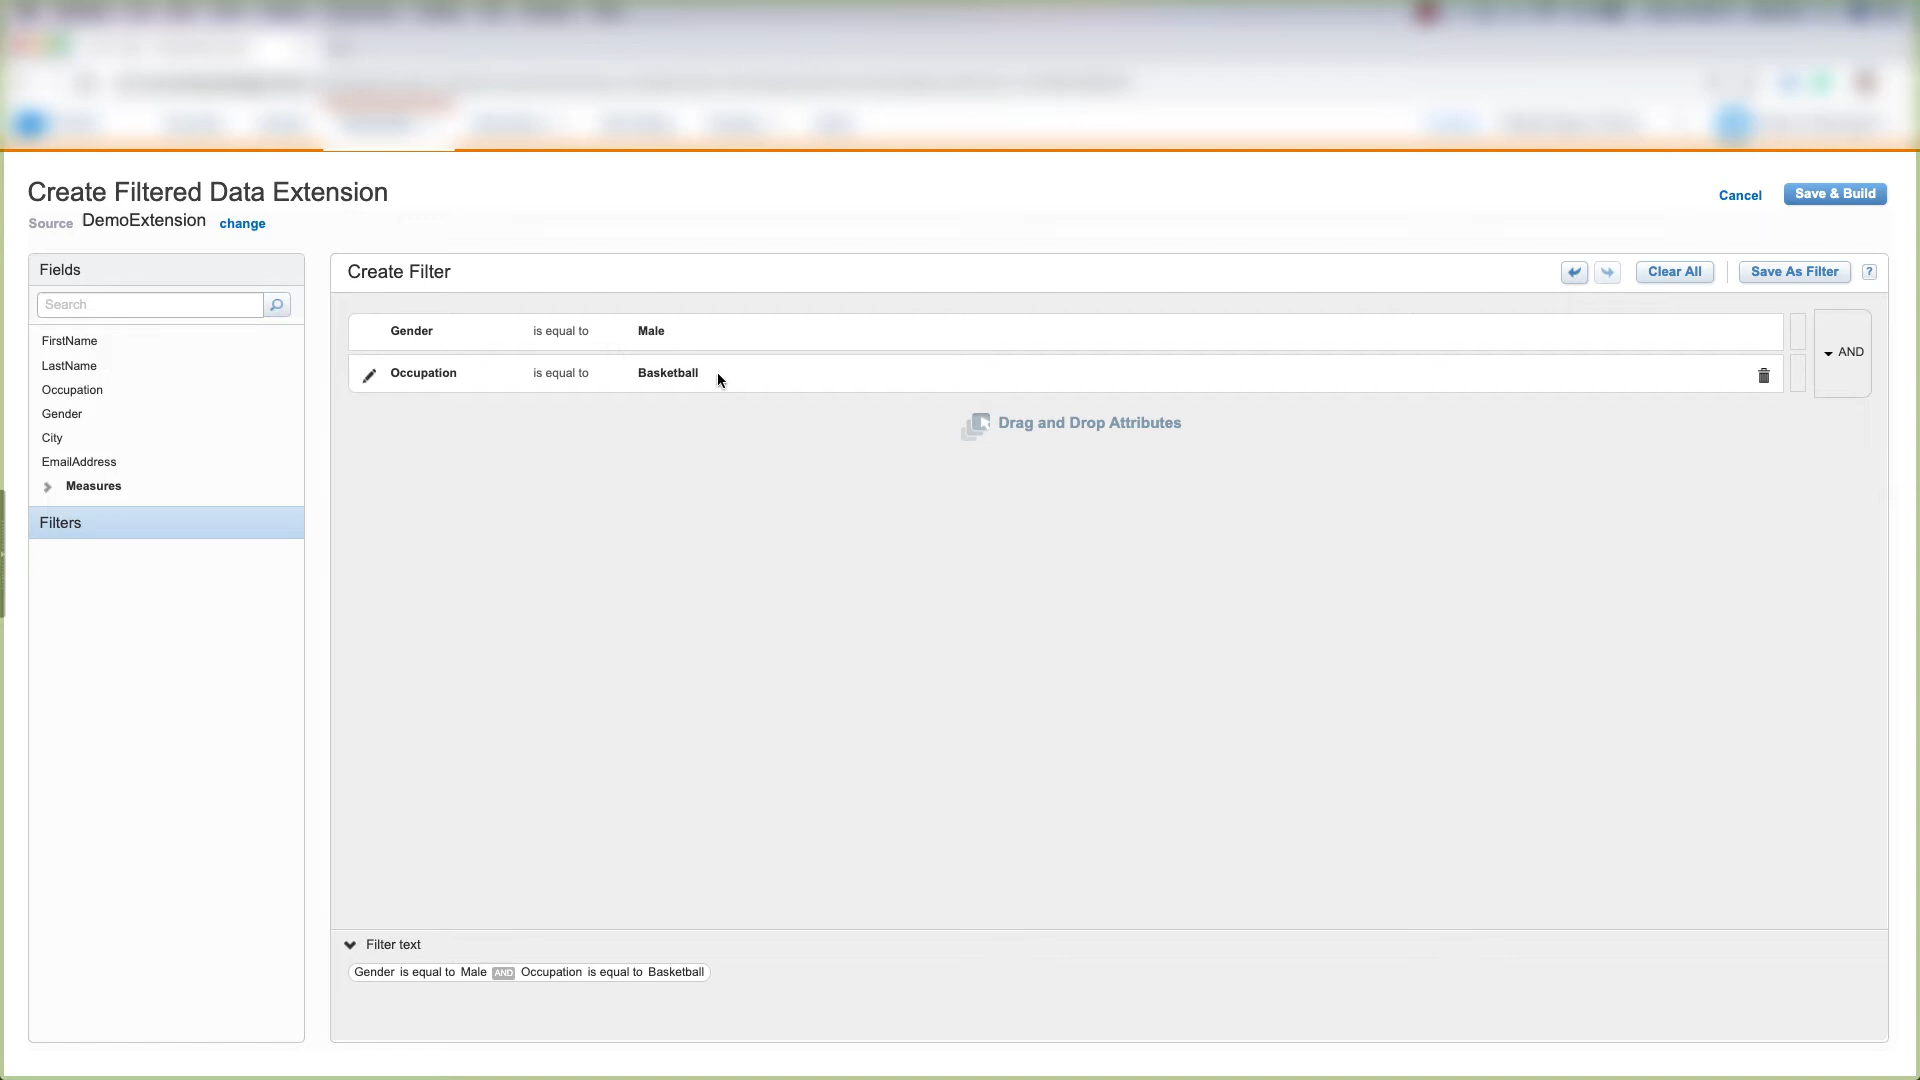 Create Filtered Data Extension
Cancel Save & Build
Source DemoExtension change
Fields
Create Filter
Clear All Save As Filter ?
Search
FirstName
LastName
Occupation
Gender
City
EmailAddress
Measures
Filters
Gender is equal to Male
Occupation is equal to Basketball
AND
Drag and Drop Attributes
Filter text
Gender is equal to Male AND Occupation is equal to Basketball